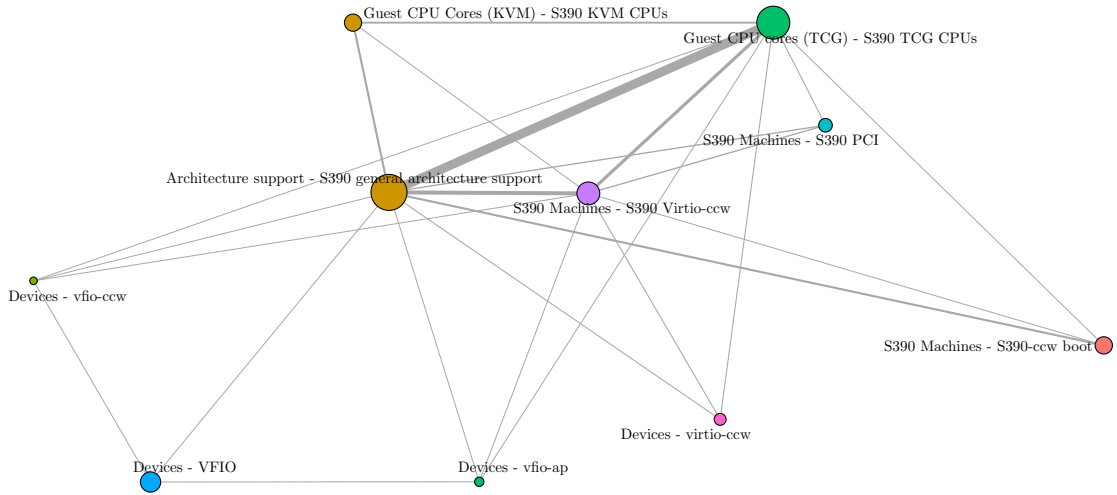 Guest CPU Cores (KVM) - S390 KVM CPUs
Guest CPU cores (TCG) - S390 TCG CPUs
S390 Machines - S390 PCI
Architecture support - S390 general architecture support
S390 Machines - S390 Virtio-ccw
Devices - vfio-ccw
S390 Machines - S390-ccw boot
Devices - virtio-ccw
Devices - VFIO
Devices - vfio-ap